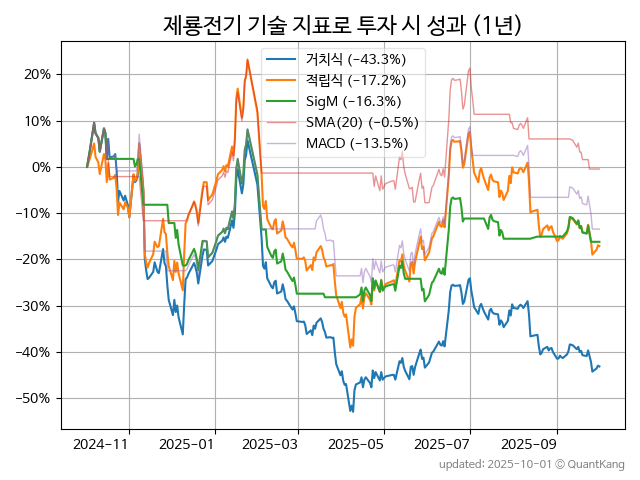 제룡전기 기술 지표로 투자 시 성과 (1년)
거치식 (−43.3%)
적립식 (−17.2%)
SigM (−16.3%)
SMA(20) (−0.5%)
MACD (−13.5%)
20%
10%
0%
−10%
−20%
−30%
−40%
−50%
2024-11 2025-01 2025-03 2025-05 2025-07 2025-09
updated: 2025-10-01 © QuantKang